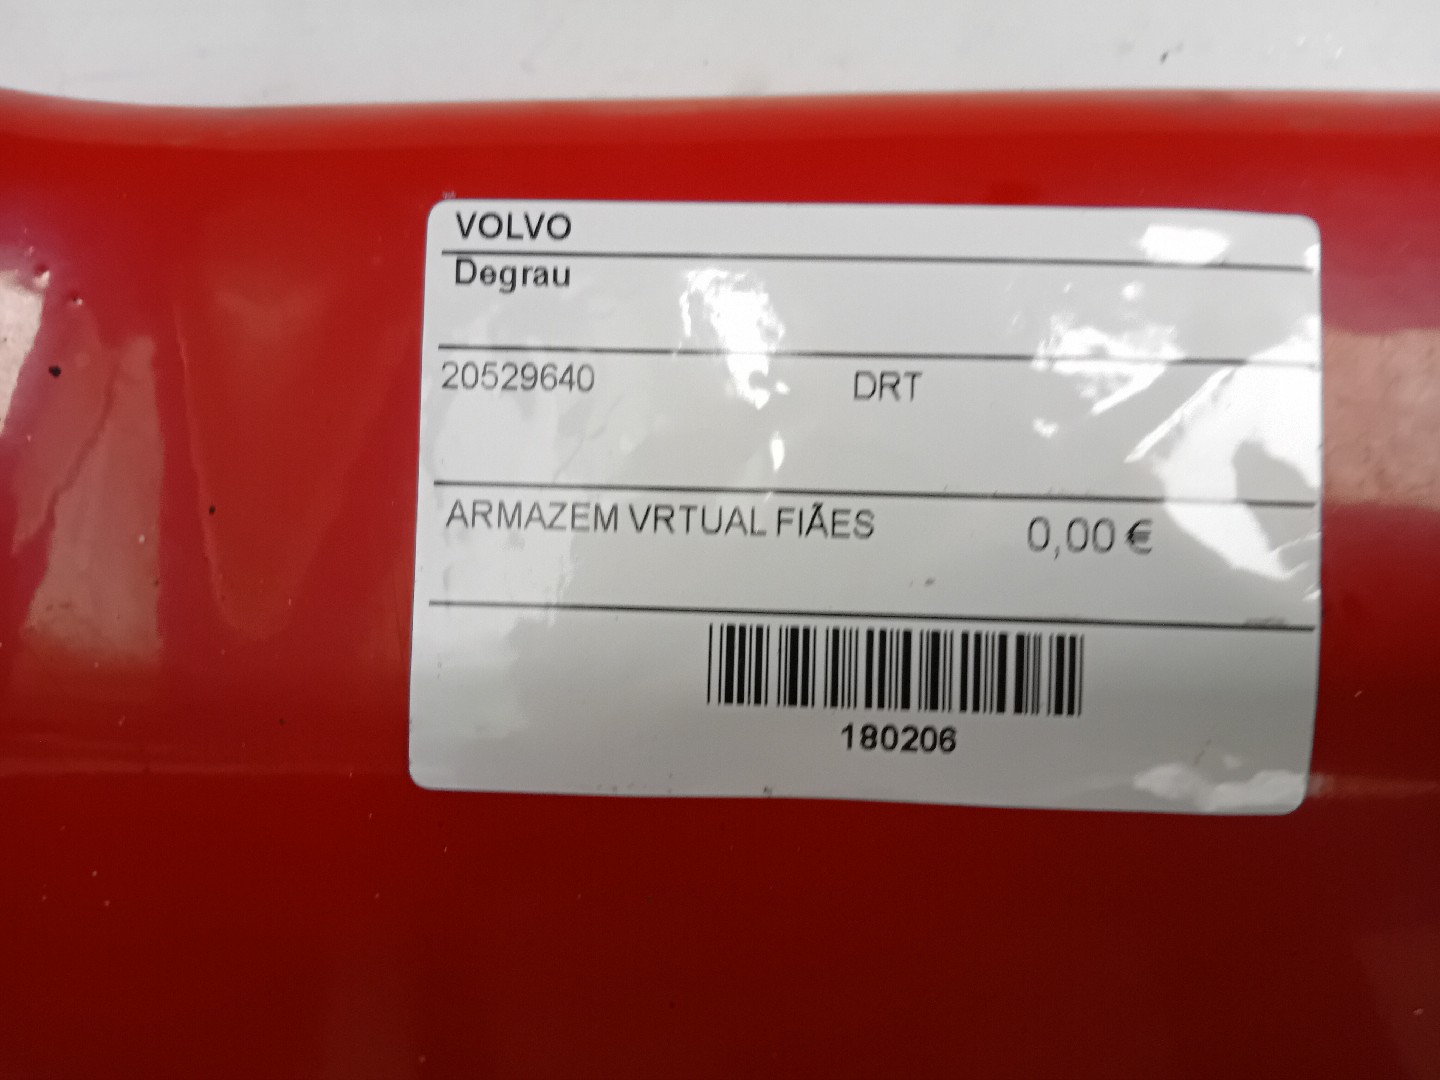 VOLVO
Degrau
20529640 DRT
ARMAZEM VRTUAL FIÃES 0,00 €
180206